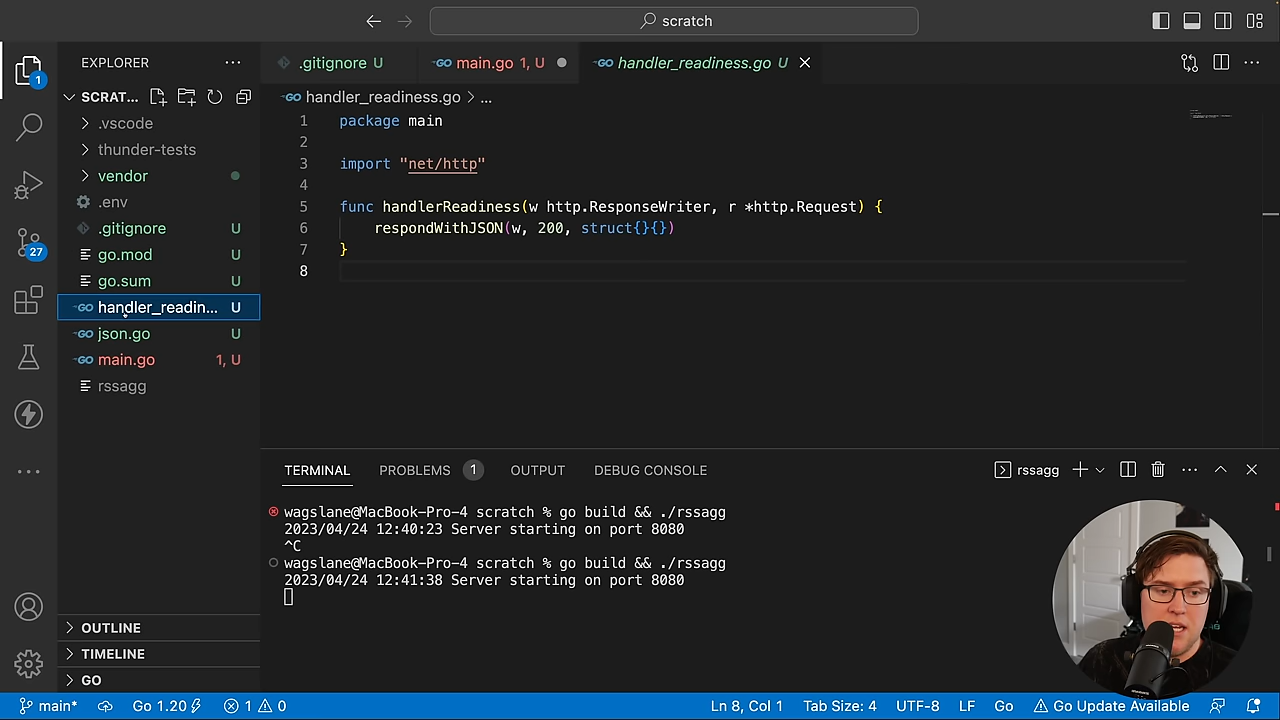 scratch
EXPLORER
.gitignore U
main.go 1, U
handler_readiness.go U
SCRAT...
handler_readiness.go > ...
.vscode
thunder-tests
vendor
.env
.gitignore U
go.mod U
go.sum U
handler_readin... U
json.go U
main.go 1, U
rssagg
1 package main
2
3 import "net/http"
4
5 func handlerReadiness(w http.ResponseWriter, r *http.Request) {
6 respondWithJSON(w, 200, struct{}{})
7 }
8
1
27
TERMINAL PROBLEMS 1 OUTPUT DEBUG CONSOLE
rssagg
wagslane@MacBook-Pro-4 scratch % go build && ./rssagg
2023/04/24 12:40:23 Server starting on port 8080
^C
wagslane@MacBook-Pro-4 scratch % go build && ./rssagg
2023/04/24 12:41:38 Server starting on port 8080
OUTLINE
TIMELINE
GO
main* Go 1.20 1 0 Ln 8, Col 1 Tab Size: 4 UTF-8 LF Go Go Update Available